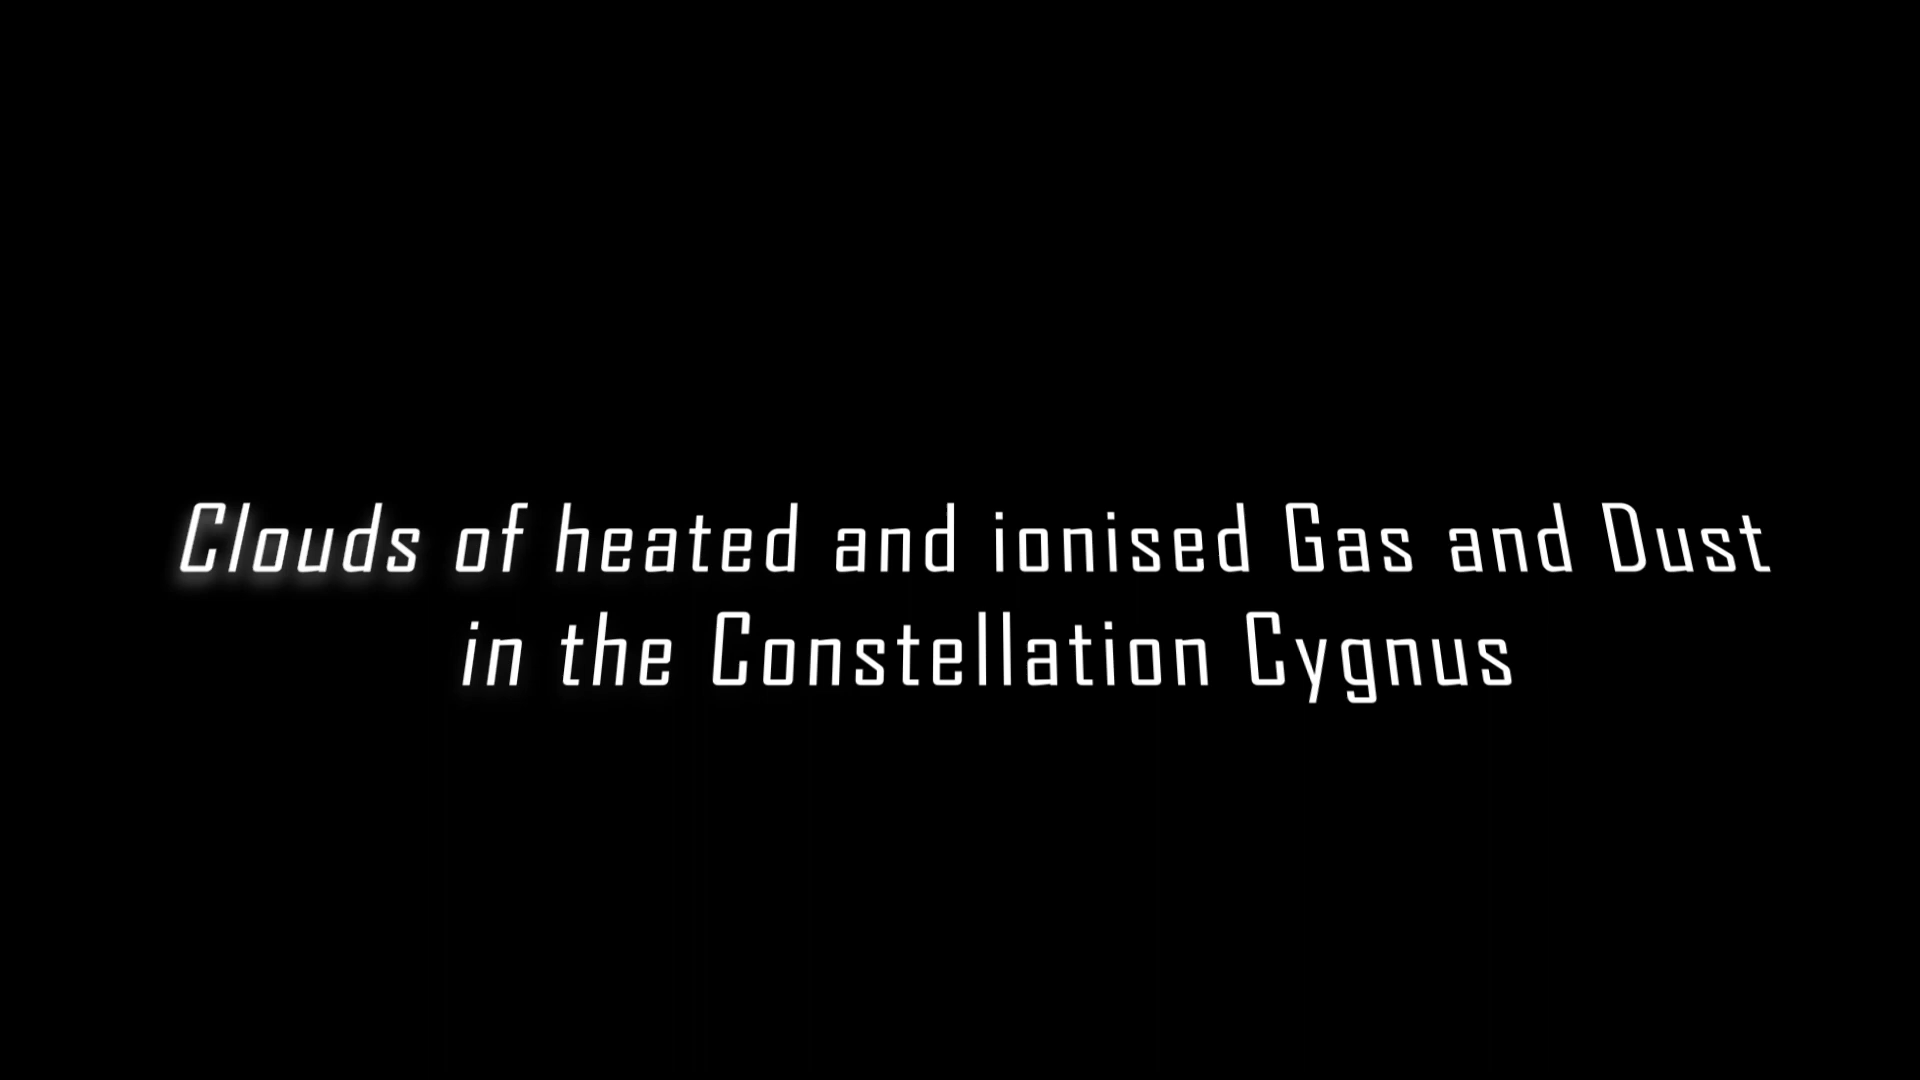 Clouds of heated and ionised Gas and Dust
in the Constellation Cygnus